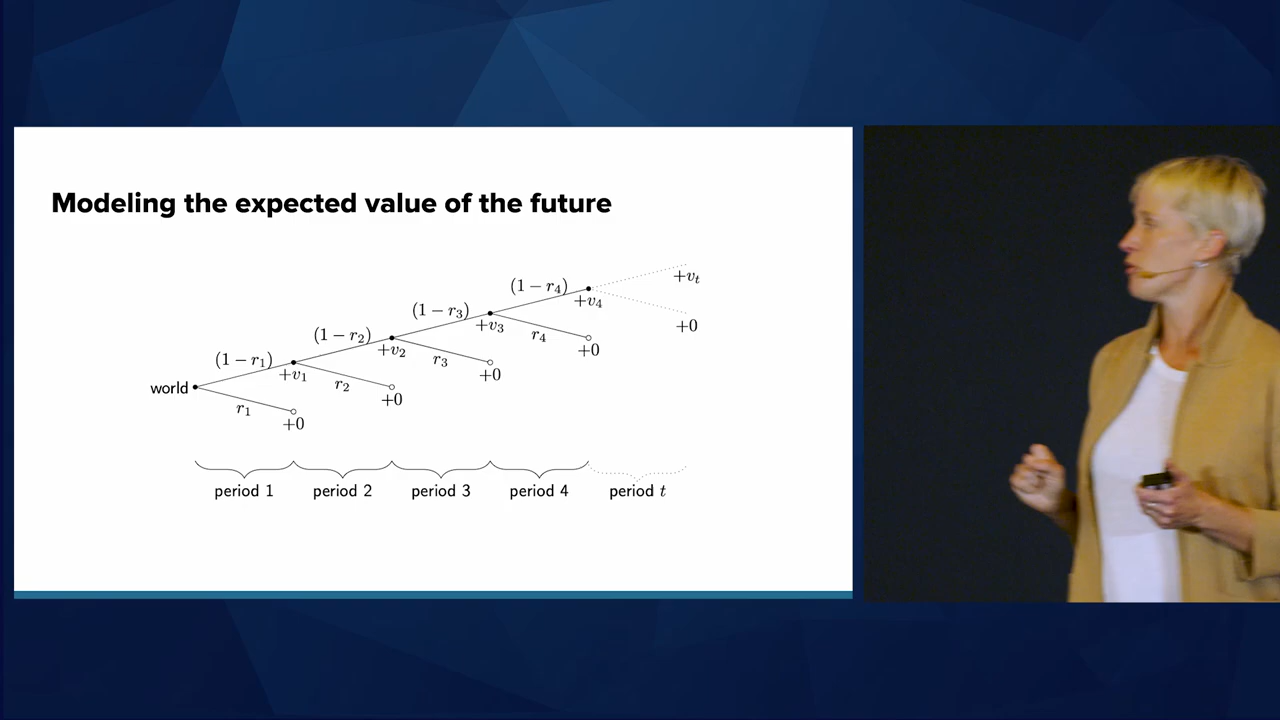 Modeling the expected value of the future
(1 − r₄)
+vₜ
(1 − r₃)
+v₄
+0
(1 − r₂)
+v₃
r₄
+0
(1 − r₁)
+v₂
r₃
+0
world
+v₁
r₂
+0
r₁
+0
period 1 period 2 period 3 period 4 period t